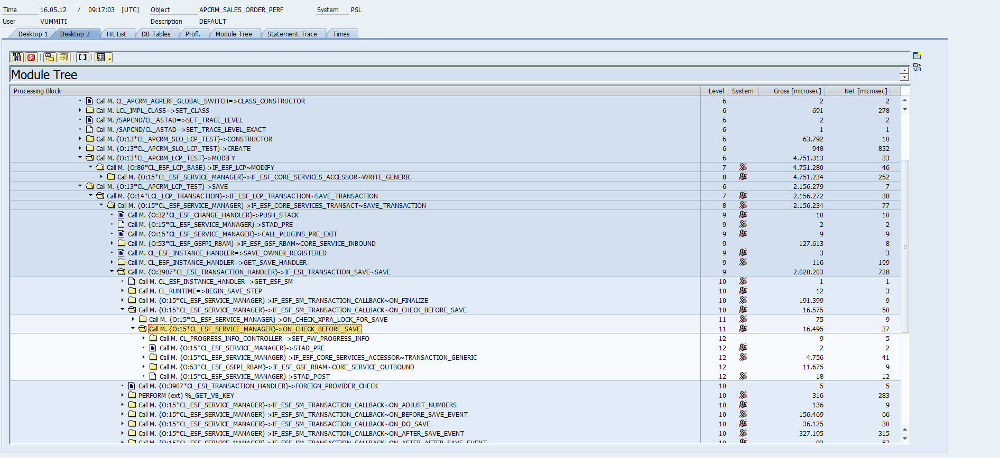 Time 16.05.12 / 09:17:03 [UTC] Object APCRM_SALES_ORDER_PERF System PSL
User VUMMITI Description DEFAULT
Desktop 1 Desktop 2 Hit List DB Tables Profl. Module Tree Statement Trace Times
Module Tree
Processing Block Level System Gross [microsec] Net [microsec]
Call M. CL_APCRM_AGPERF_GLOBAL_SWITCH=>CLASS_CONSTRUCTOR 6 2 2
Call M. LCL_IMPL_CLASS=>SET_CLASS 6 691 278
Call M. /SAPCND/CL_ASTAD=>SET_TRACE_LEVEL 6 2 2
Call M. /SAPCND/CL_ASTAD=>SET_TRACE_LEVEL_EXACT 6 1 1
Call M. {O:13*CL_APCRM_SLO_LCP_TEST}->CONSTRUCTOR 6 63.792 10
Call M. {O:13*CL_APCRM_SLO_LCP_TEST}->CREATE 6 948 832
Call M. {O:13*CL_APCRM_LCP_TEST}->MODIFY 6 4.751.313 33
Call M. {O:86*CL_ESF_LCP_BASE}->IF_ESF_LCP~MODIFY 7 4.751.280 46
Call M. {O:15*CL_ESF_SERVICE_MANAGER}->IF_ESF_CORE_SERVICES_ACCESSOR~WRITE_GENERIC 8 4.751.234 252
Call M. {O:13*CL_APCRM_LCP_TEST}->SAVE 6 2.156.279 7
Call M. {O:14*LCL_LCP_TRANSACTION}->IF_ESF_LCP_TRANSACTION~SAVE_TRANSACTION 7 2.156.272 38
Call M. {O:15*CL_ESF_SERVICE_MANAGER}->IF_ESF_CORE_SERVICES_TRANSACT~SAVE_TRANSACTION 8 2.156.234 77
Call M. {O:32*CL_ESF_CHANGE_HANDLER}->PUSH_STACK 9 10 10
Call M. {O:15*CL_ESF_SERVICE_MANAGER}->STAD_PRE 9 2 2
Call M. {O:15*CL_ESF_SERVICE_MANAGER}->CALL_PLUGINS_PRE_EXIT 9 9 9
Call M. {O:53*CL_ESF_GSFPI_RBAM}->IF_ESF_GSF_RBAM~CORE_SERVICE_INBOUND 9 127.613 8
Call M. CL_ESF_INSTANCE_HANDLER=>SAVE_OWNER_REGISTERED 9 3 3
Call M. CL_ESF_INSTANCE_HANDLER=>GET_SAVE_HANDLER 9 116 109
Call M. {O:3907*CL_ESI_TRANSACTION_HANDLER}->IF_ESI_TRANSACTION_SAVE~SAVE 9 2.028.203 728
Call M. CL_ESF_INSTANCE_HANDLER=>GET_ESF_SM 10 1 1
Call M. CL_RUNTIME=>BEGIN_SAVE_STEP 10 12 3
Call M. {O:15*CL_ESF_SERVICE_MANAGER}->IF_ESF_SM_TRANSACTION_CALLBACK~ON_FINALIZE 10 191.399 9
Call M. {O:15*CL_ESF_SERVICE_MANAGER}->IF_ESF_SM_TRANSACTION_CALLBACK~ON_CHECK_BEFORE_SAVE 10 16.575 50
Call M. {O:15*CL_ESF_SERVICE_MANAGER}->ON_CHECK_XPRA_LOCK_FOR_SAVE 11 75 9
Call M. {O:15*CL_ESF_SERVICE_MANAGER}->ON_CHECK_BEFORE_SAVE 11 16.495 37
Call M. CL_PROGRESS_INFO_CONTROLLER=>SET_FW_PROGRESS_INFO 12 9 5
Call M. {O:15*CL_ESF_SERVICE_MANAGER}->STAD_PRE 12 2 2
Call M. {O:15*CL_ESF_SERVICE_MANAGER}->IF_ESF_CORE_SERVICES_ACCESSOR~TRANSACTION_GENERIC 12 4.756 41
Call M. {O:53*CL_ESF_GSFPI_RBAM}->IF_ESF_GSF_RBAM~CORE_SERVICE_OUTBOUND 12 11.675 9
Call M. {O:15*CL_ESF_SERVICE_MANAGER}->STAD_POST 12 18 12
Call M. {O:3907*CL_ESI_TRANSACTION_HANDLER}->FOREIGN_PROVIDER_CHECK 10 5 5
PERFORM (ext) %_GET_VB_KEY 10 316 283
Call M. {O:15*CL_ESF_SERVICE_MANAGER}->IF_ESF_SM_TRANSACTION_CALLBACK~ON_ADJUST_NUMBERS 10 136 9
Call M. {O:15*CL_ESF_SERVICE_MANAGER}->IF_ESF_SM_TRANSACTION_CALLBACK~ON_BEFORE_SAVE_EVENT 10 156.469 66
Call M. {O:15*CL_ESF_SERVICE_MANAGER}->IF_ESF_SM_TRANSACTION_CALLBACK~ON_DO_SAVE 10 36.125 30
Call M. {O:15*CL_ESF_SERVICE_MANAGER}->IF_ESF_SM_TRANSACTION_CALLBACK~ON_AFTER_SAVE_EVENT 10 327.195 315
Call M. {O:15*CL_ESF_SERVICE_MANAGER}->IF_ESF_SM_TRANSACTION_CALLBACK~ON_AFTER_AFTER_SAVE_EVENT 10 92 57